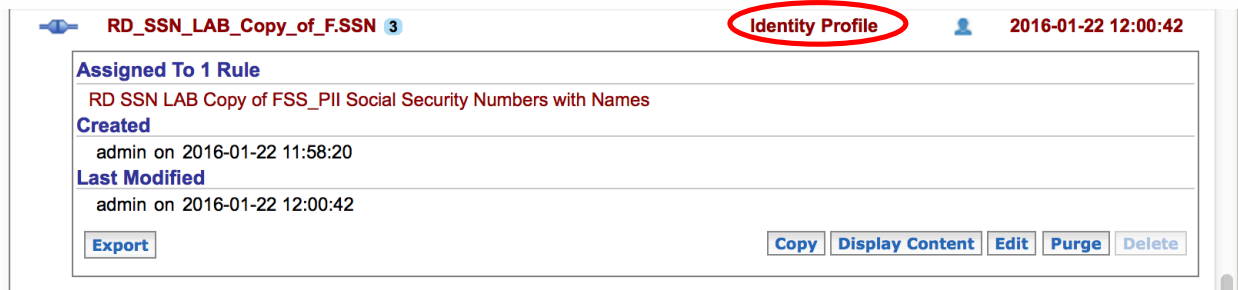 RD_SSN_LAB_Copy_of_F.SSN 3 Identity Profile 2016-01-22 12:00:42
Assigned To 1 Rule
RD SSN LAB Copy of FSS_PII Social Security Numbers with Names
Created
admin on 2016-01-22 11:58:20
Last Modified
admin on 2016-01-22 12:00:42
Export Copy Display Content Edit Purge Delete